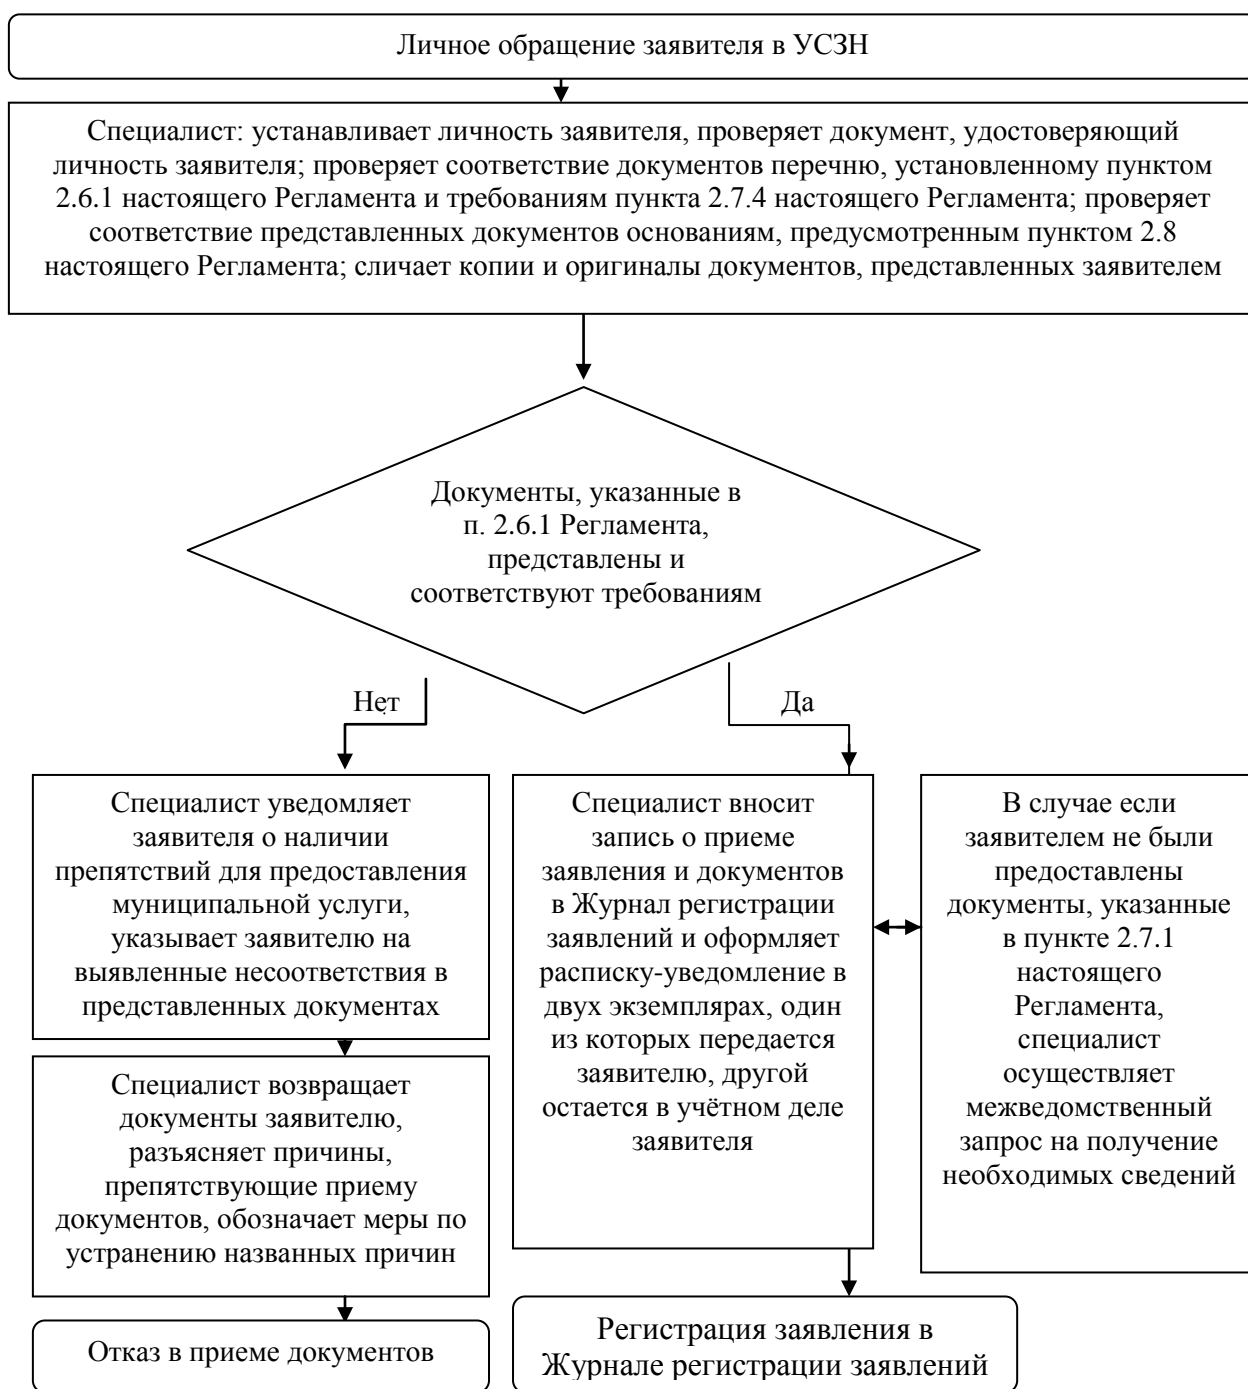 Личное обращение заявителя в УСЗН
Специалист: устанавливает личность заявителя, проверяет документ, удостоверяющий
личность заявителя; проверяет соответствие документов перечню, установленному пунктом
2.6.1 настоящего Регламента и требованиям пункта 2.7.4 настоящего Регламента; проверяет
соответствие представленных документов основаниям, предусмотренным пунктом 2.8
настоящего Регламента; сличает копии и оригиналы документов, представленных заявителем
Документы, указанные в
п. 2.6.1 Регламента,
представлены и
соответствуют требованиям
Нет
Да
Специалист уведомляет
заявителя о наличии
препятствий для предоставления
муниципальной услуги,
указывает заявителю на
выявленные несоответствия в
представленных документах
Специалист возвращает
документы заявителю,
разъясняет причины,
препятствующие приему
документов, обозначает меры по
устранению названных причин
Отказ в приеме документов
Специалист вносит
запись о приеме
заявления и документов
в Журнал регистрации
заявлений и оформляет
расписку-уведомление в
двух экземплярах, один
из которых передается
заявителю, другой
остается в учётном деле
заявителя
Регистрация заявления в
Журнале регистрации заявлений
В случае если
заявителем не были
предоставлены
документы, указанные
в пункте 2.7.1
настоящего
Регламента,
специалист
осуществляет
межведомственный
запрос на получение
необходимых сведений